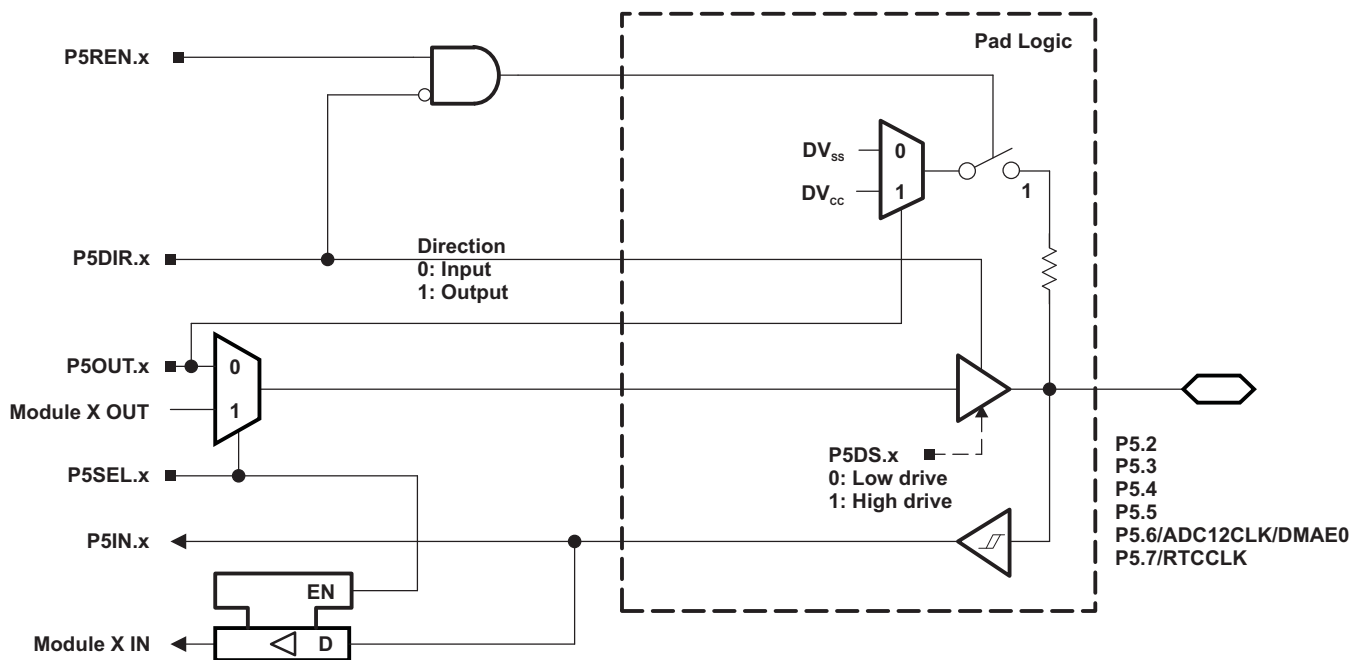 Pad Logic
P5REN.x
DVSS
0
DVCC
1
1
P5DIR.x
Direction
0: Input
1: Output
P5OUT.x
0
Module X OUT
1
P5SEL.x
P5DS.x
0: Low drive
1: High drive
P5.2
P5.3
P5.4
P5.5
P5.6/ADC12CLK/DMAE0
P5.7/RTCCLK
P5IN.x
EN
Module X IN
D